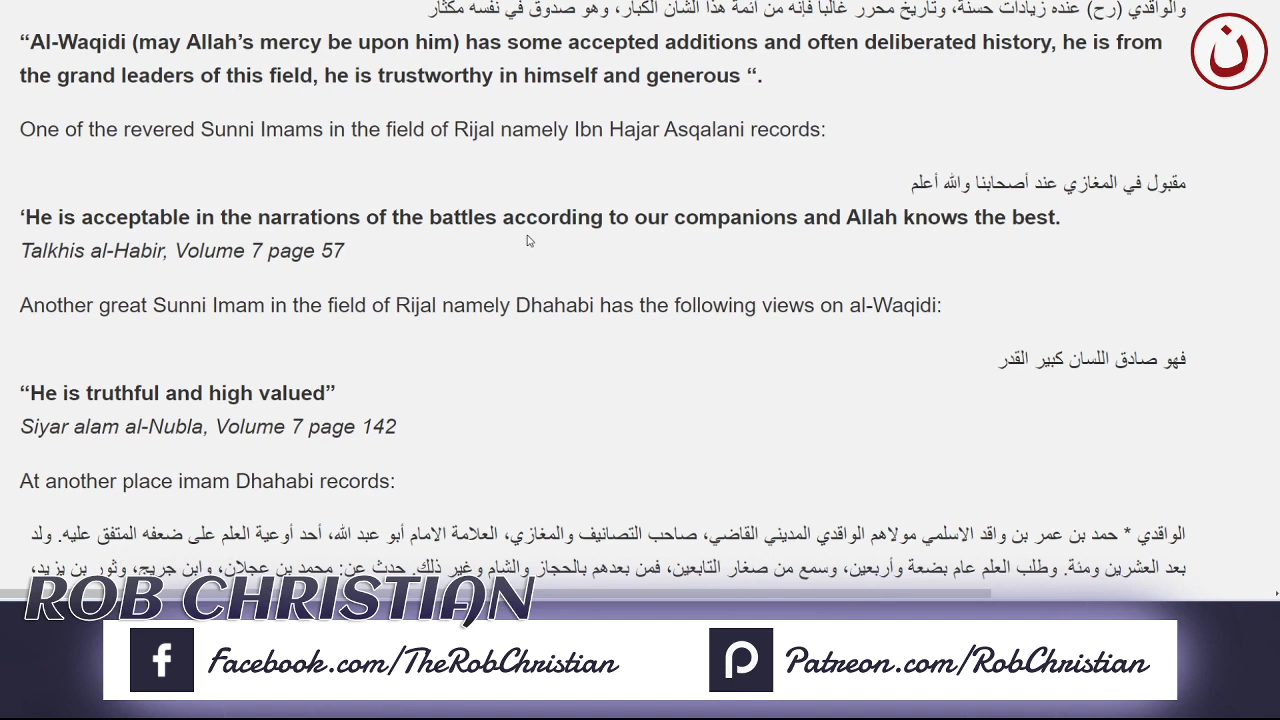 والواقدي (رح) عنده زيادات حسنة، وتاريخ محرر غالبا فإنه من أئمة هذا الشأن الكبار، وهو صدوق في نفسه مكثار
“Al-Waqidi (may Allah’s mercy be upon him) has some accepted additions and often deliberated history, he is from
the grand leaders of this field, he is trustworthy in himself and generous “.
ن
One of the revered Sunni Imams in the field of Rijal namely Ibn Hajar Asqalani records:
مقبول في المغازي عند أصحابنا والله أعلم
‘He is acceptable in the narrations of the battles according to our companions and Allah knows the best.
Talkhis al-Habir, Volume 7 page 57
Another great Sunni Imam in the field of Rijal namely Dhahabi has the following views on al-Waqidi:
فهو صادق اللسان كبير القدر
“He is truthful and high valued”
Siyar alam al-Nubla, Volume 7 page 142
At another place imam Dhahabi records:
الواقدي * حمد بن عمر بن واقد الاسلمي مولاهم الواقدي المديني القاضي، صاحب التصانيف والمغازي، العلامة الامام أبو عبد الله، أحد أوعية العلم على ضعفه المتفق عليه. ولد
بعد العشرين ومئة. وطلب العلم عام بضعة وأربعين، وسمع من صغار التابعين، فمن بعدهم بالحجاز والشام وغير ذلك. حدث عن: محمد بن عجلان، وابن جريج، وثور بن يزيد،
ROB CHRISTIAN
Facebook.com/TheRobChristian
Patreon.com/RobChristian